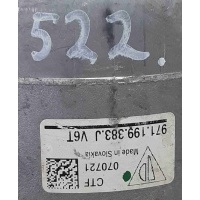 522.
971.199.383.J V6T
Made in Slovakia
070721
CTF